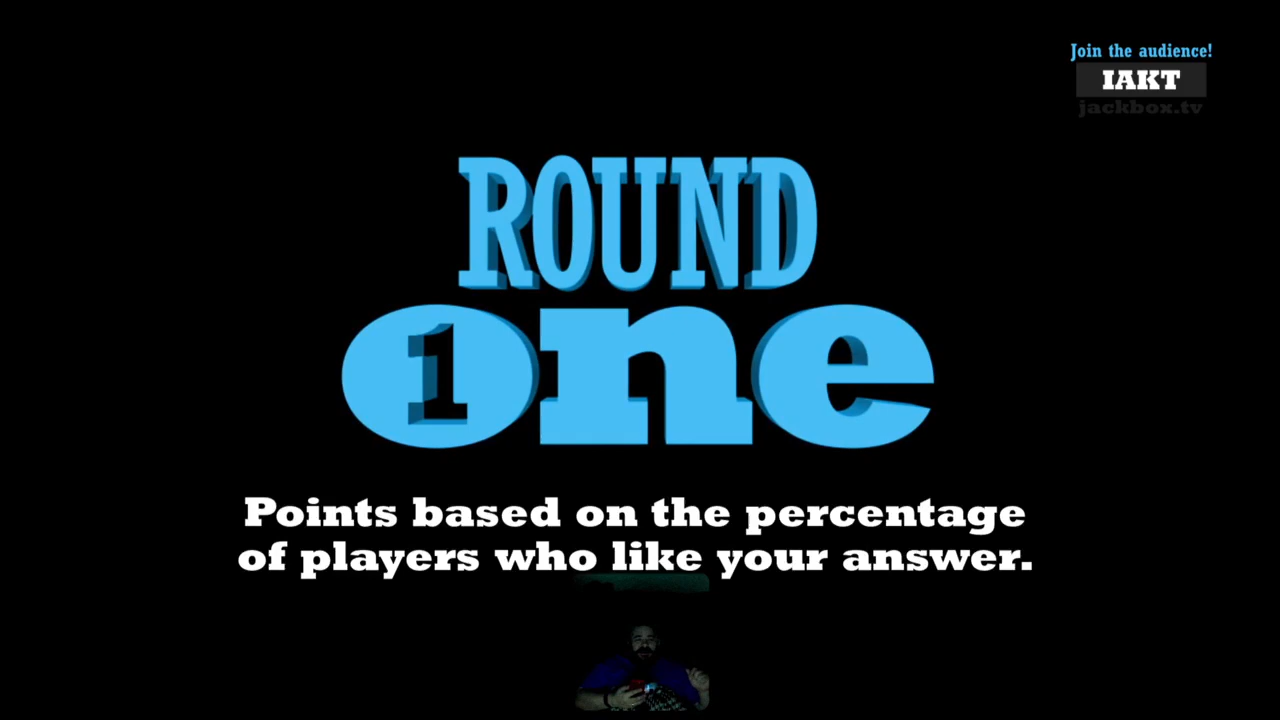 Join the audience!
IAKT
jackbox.tv
ROUND
One
1
Points based on the percentage
of players who like your answer.